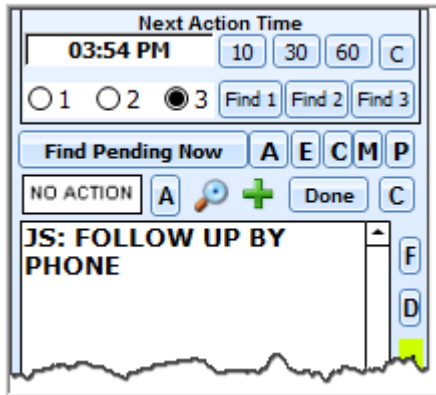 Next Action Time
03:54 PM 10 30 60 C
1 2 3 Find 1 Find 2 Find 3
Find Pending Now A E C M P
NO ACTION A Done C
JS: FOLLOW UP BY
PHONE
F
D